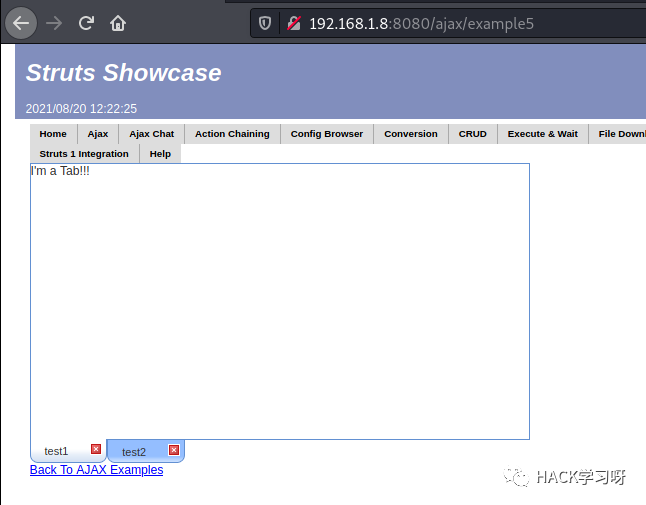 192.168.1.8:8080/ajax/example5
Struts Showcase
2021/08/20 12:22:25
Home Ajax Ajax Chat Action Chaining Config Browser Conversion CRUD Execute & Wait File Downl
Struts 1 Integration Help
I'm a Tab!!!
test1 test2
Back To AJAX Examples
HACK学习呀